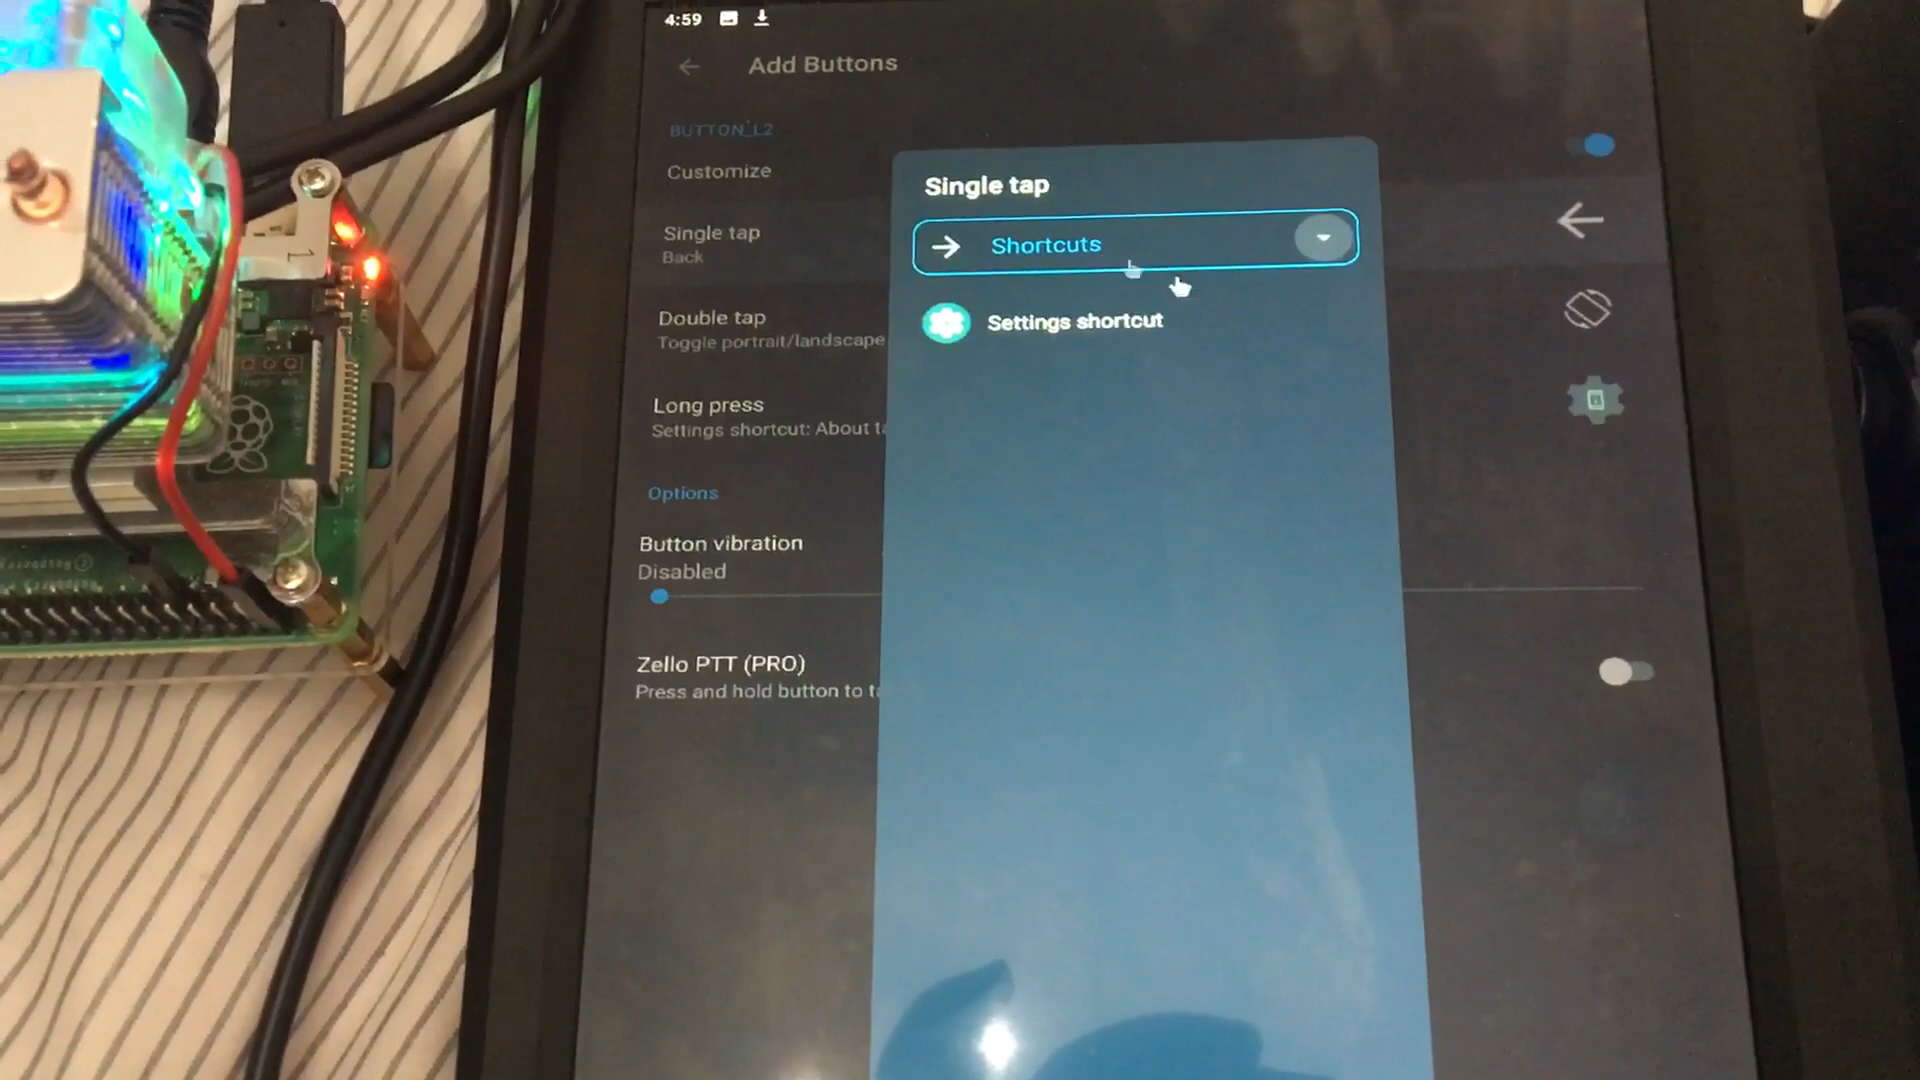 4:59
Add Buttons
BUTTON_L2
Customize
Single tap
Back
Double tap
Toggle portrait/landscape
Long press
Settings shortcut: About
Options
Button vibration
Disabled
Zello PTT (PRO)
Press and hold button to
Single tap
Shortcuts
Settings shortcut
1